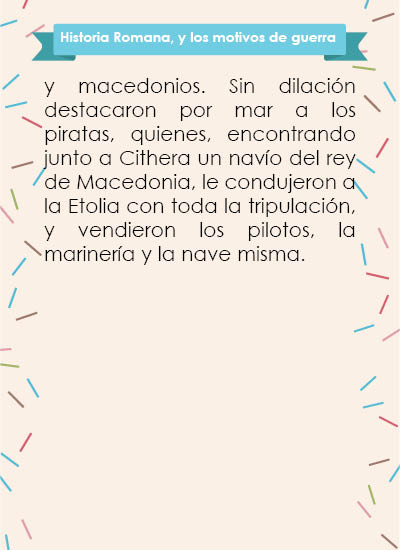 Historia Romana, y los motivos de guerra
y macedonios. Sin dilación
destacaron por mar a los
piratas, quienes, encontrando
junto a Cithera un navío del rey
de Macedonia, le condujeron a
la Etolia con toda la tripulación,
y vendieron los pilotos, la
marinería y la nave misma.